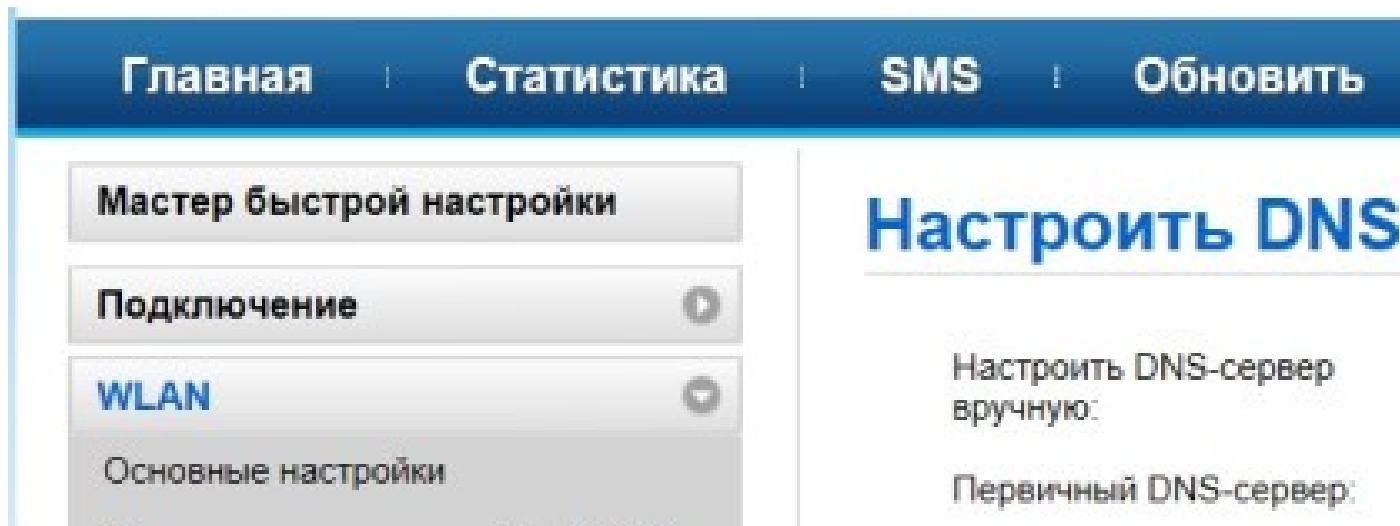 Главная Статистика SMS Обновить
Мастер быстрой настройки
Подключение
WLAN
Основные настройки
Настроить DNS
Настроить DNS-сервер
вручную:
Первичный DNS-сервер: